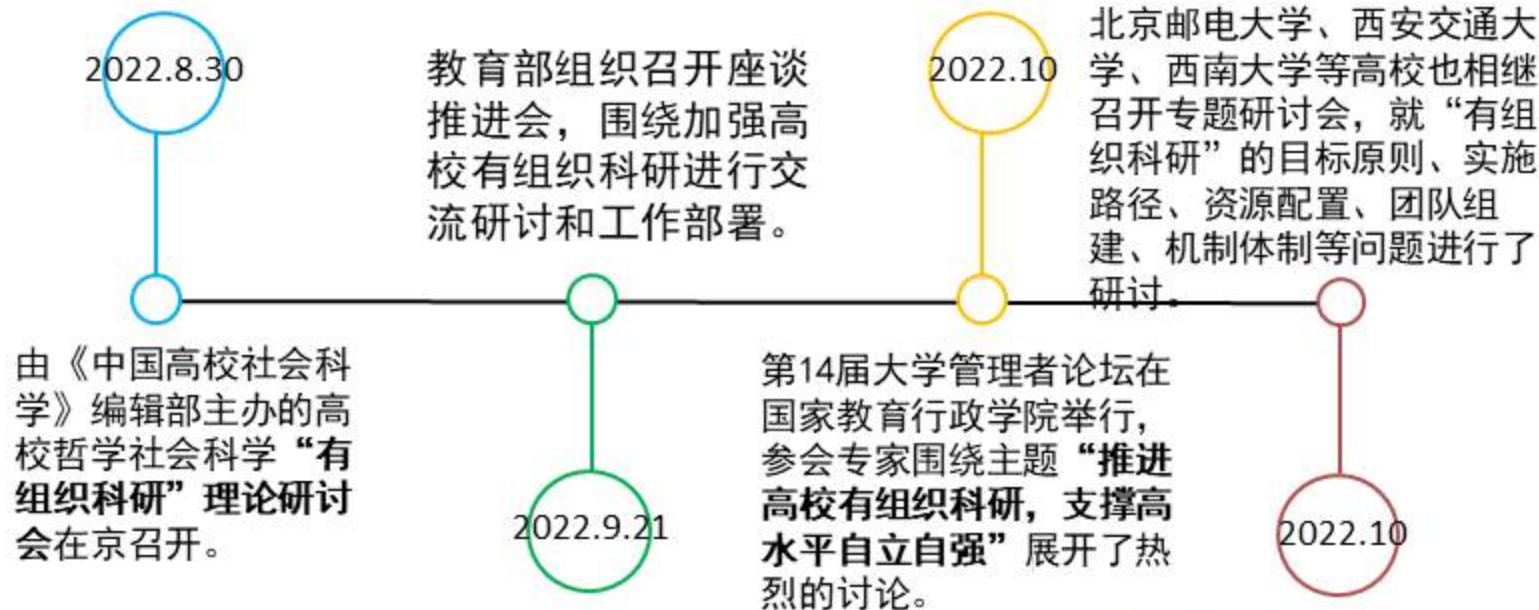 2022.8.30
由《中国高校社会科
学》编辑部主办的高
校哲学社会科学“有
组织科研”理论研讨
会在京召开。
教育部组织召开座谈
推进会，围绕加强高
校有组织科研进行交
流研讨和工作部署。
2022.9.21
2022.10
第14届大学管理者论坛在
国家教育行政学院举行，
参会专家围绕主题“推进
高校有组织科研，支撑高
水平自立自强”展开了热
烈的讨论。
北京邮电大学、西安交通大
学、西南大学等高校也相继
召开专题研讨会，就“有组
织科研”的目标原则、实施
路径、资源配置、团队组
建、机制体制等问题进行了
研讨。
2022.10